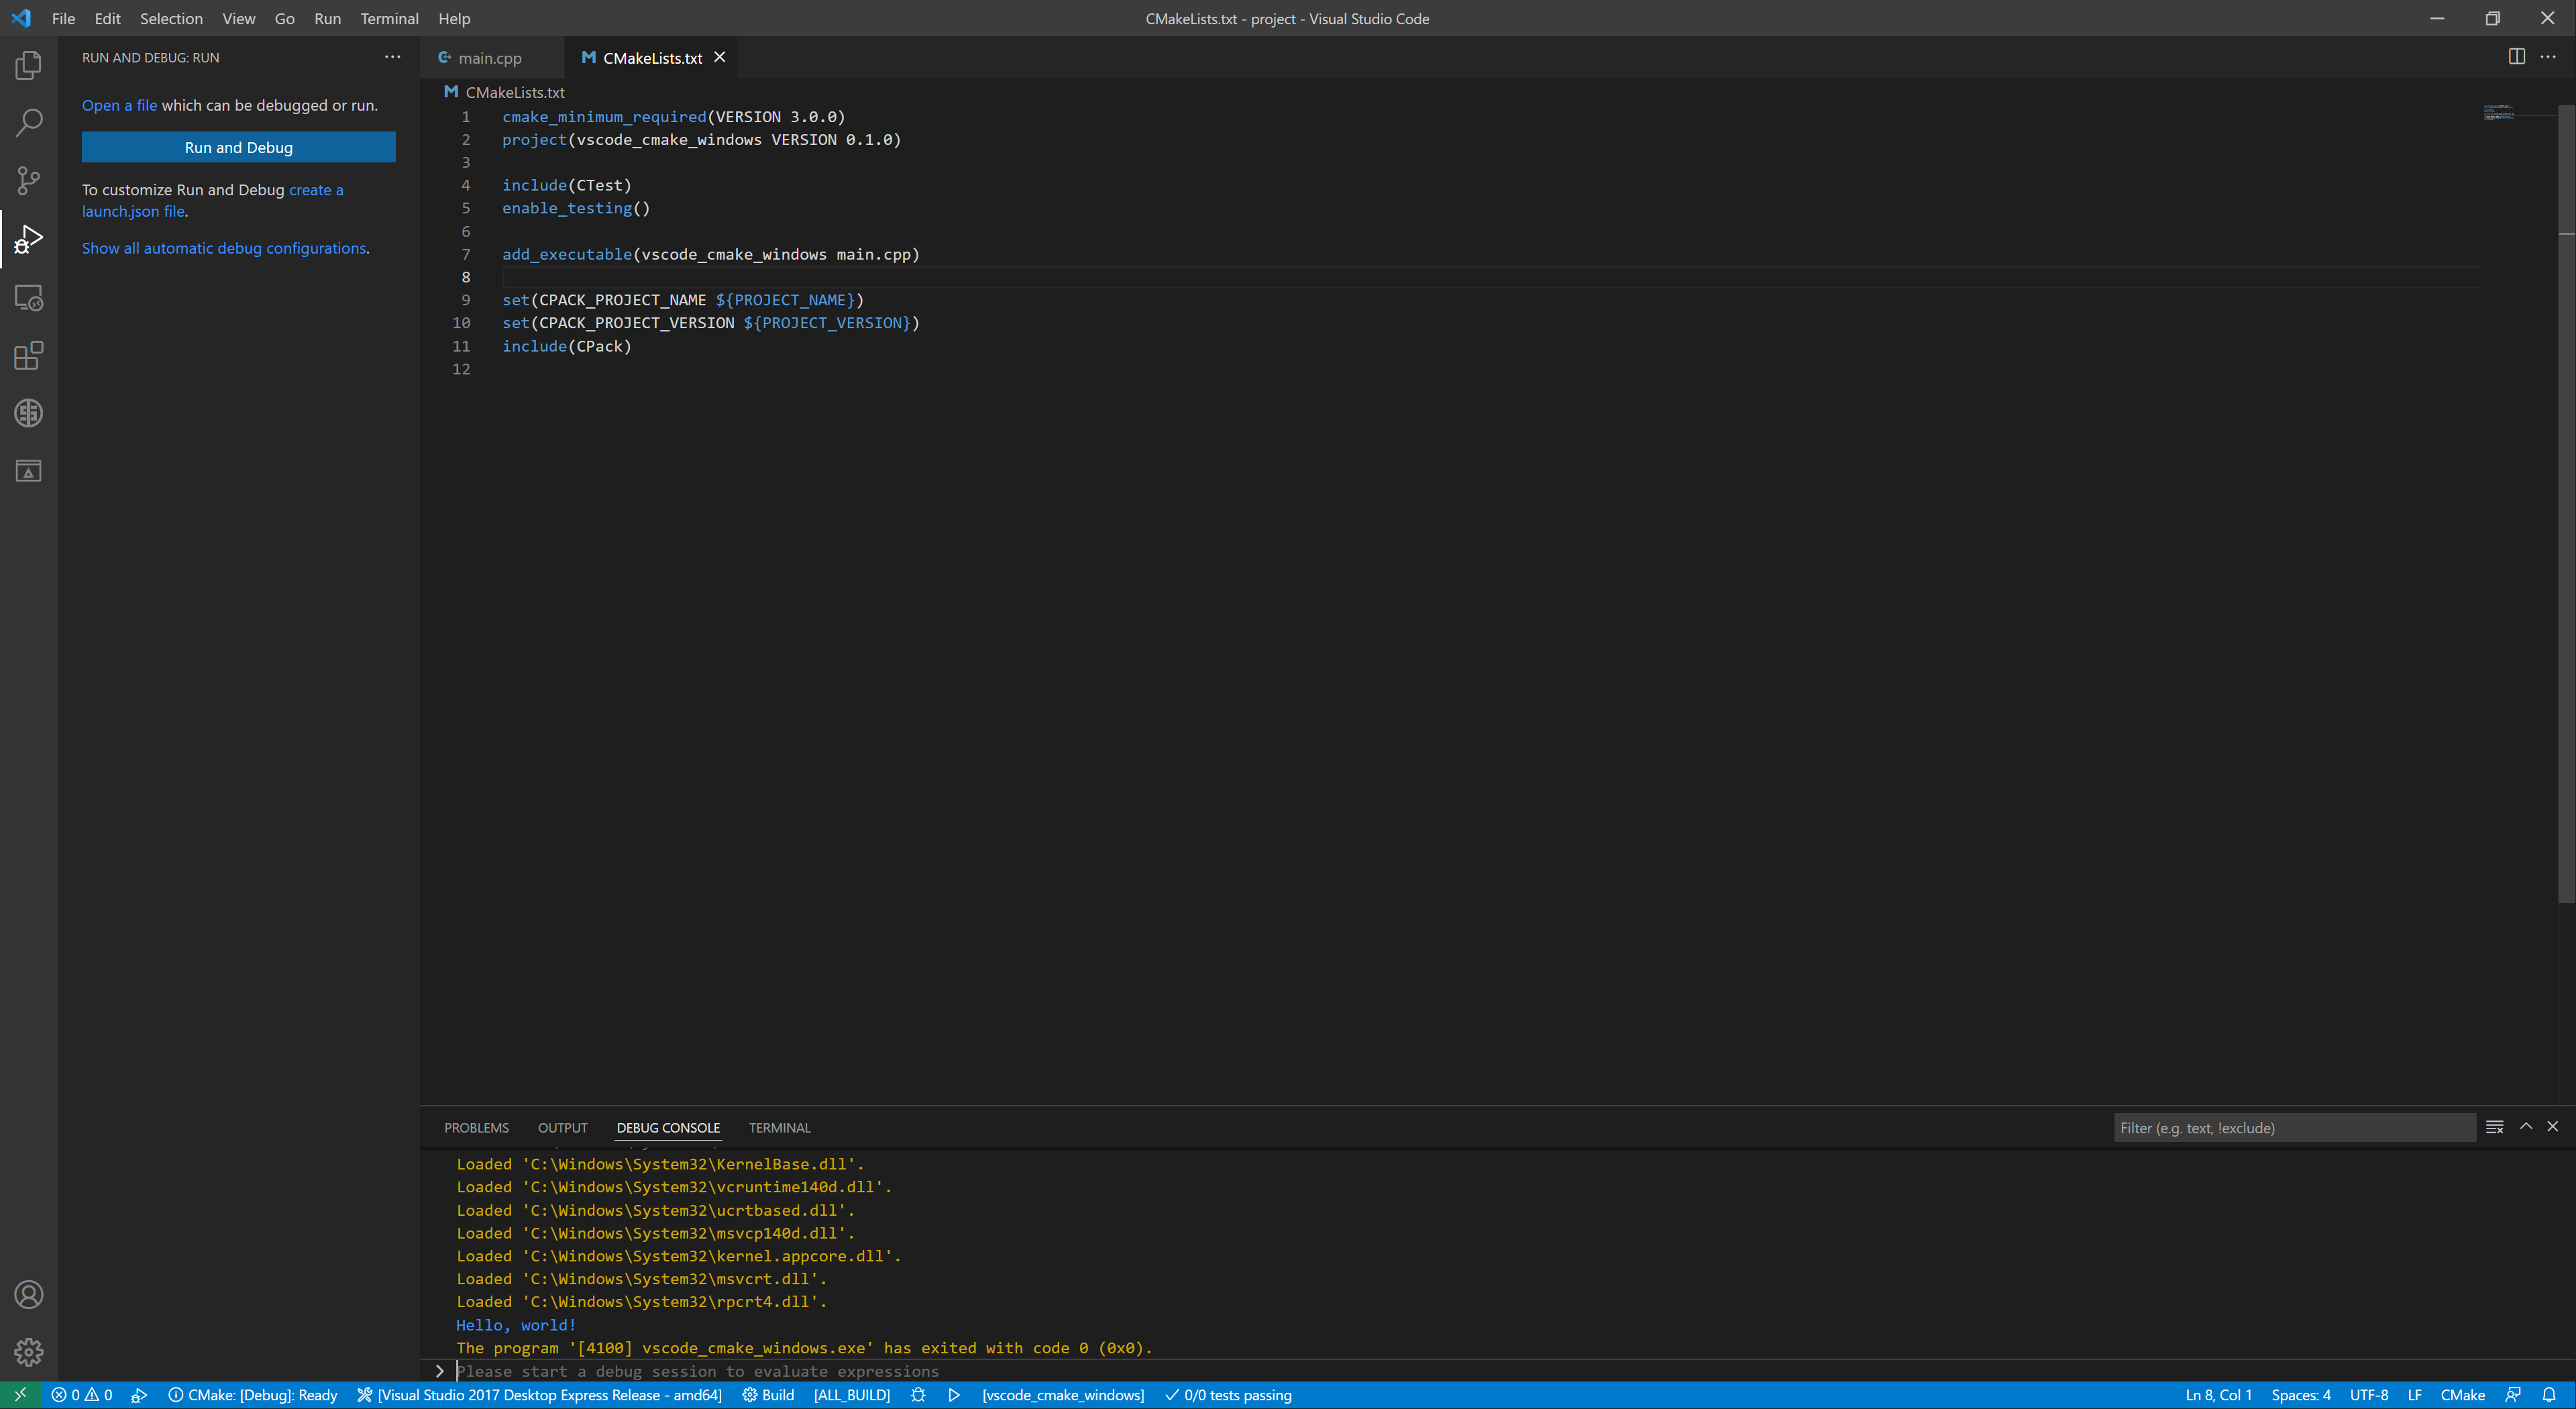 File Edit Selection View Go Run Terminal Help
CMakeLists.txt - project - Visual Studio Code
RUN AND DEBUG: RUN
Open a file which can be debugged or run.
Run and Debug
To customize Run and Debug create a
launch.json file.
Show all automatic debug configurations.
main.cpp
CMakeLists.txt
CMakeLists.txt
1 cmake_minimum_required(VERSION 3.0.0)
2 project(vscode_cmake_windows VERSION 0.1.0)
3
4 include(CTest)
5 enable_testing()
6
7 add_executable(vscode_cmake_windows main.cpp)
8
9 set(CPACK_PROJECT_NAME ${PROJECT_NAME})
10 set(CPACK_PROJECT_VERSION ${PROJECT_VERSION})
11 include(CPack)
12
PROBLEMS OUTPUT DEBUG CONSOLE TERMINAL
Filter (e.g. text, !exclude)
Loaded 'C:\Windows\System32\KernelBase.dll'.
Loaded 'C:\Windows\System32\vcruntime140d.dll'.
Loaded 'C:\Windows\System32\ucrtbased.dll'.
Loaded 'C:\Windows\System32\msvcp140d.dll'.
Loaded 'C:\Windows\System32\kernel.appcore.dll'.
Loaded 'C:\Windows\System32\msvcrt.dll'.
Loaded 'C:\Windows\System32\rpcrt4.dll'.
Hello, world!
The program '[4100] vscode_cmake_windows.exe' has exited with code 0 (0x0).
Please start a debug session to evaluate expressions
0 0 CMake: [Debug]: Ready [Visual Studio 2017 Desktop Express Release - amd64] Build [ALL_BUILD] [vscode_cmake_windows] 0/0 tests passing Ln 8, Col 1 Spaces: 4 UTF-8 LF CMake